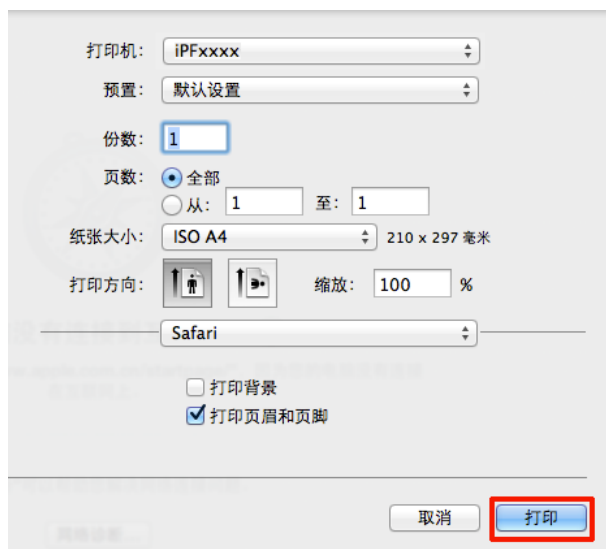 打印机： iPFxxxx
预置： 默认设置
份数： 1
页数： 全部
从： 1 至： 1
纸张大小： ISO A4 210 x 297 毫米
打印方向： 缩放： 100 %
Safari
打印背景
打印页眉和页脚
取消 打印